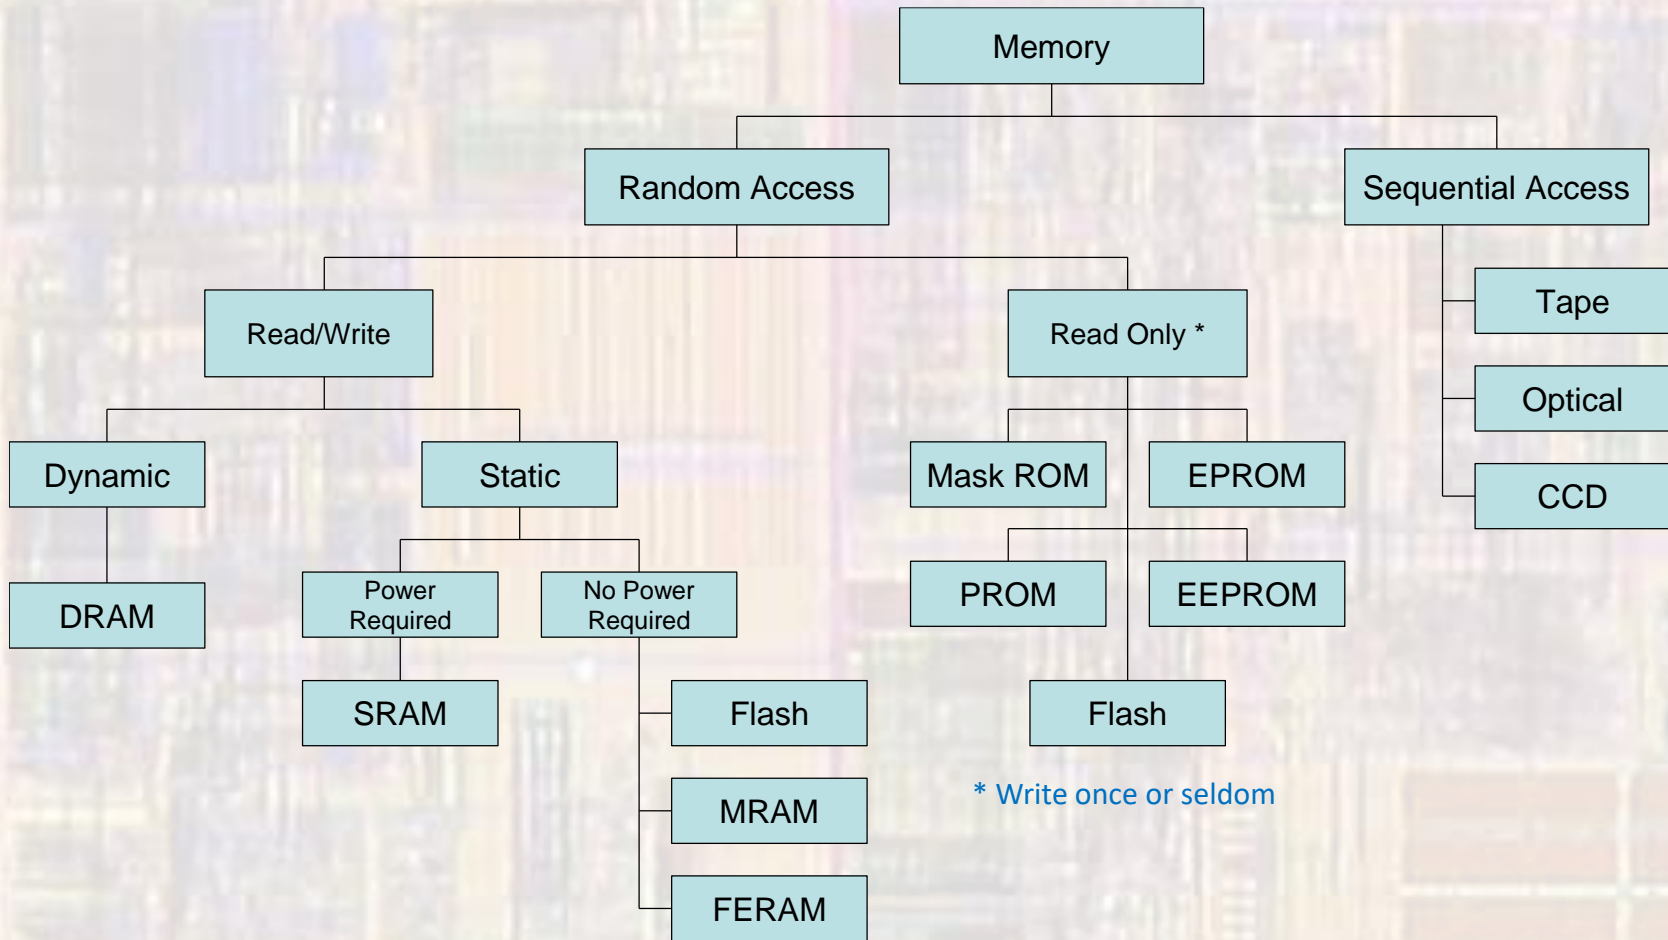 Memory
Random Access
Sequential Access
Tape
Read/Write
Read Only *
Optical
Dynamic
Static
Mask ROM
EPROM
CCD
Power
Required
No Power
Required
DRAM
PROM
EEPROM
SRAM
Flash
Flash
* Write once or seldom
MRAM
FERAM